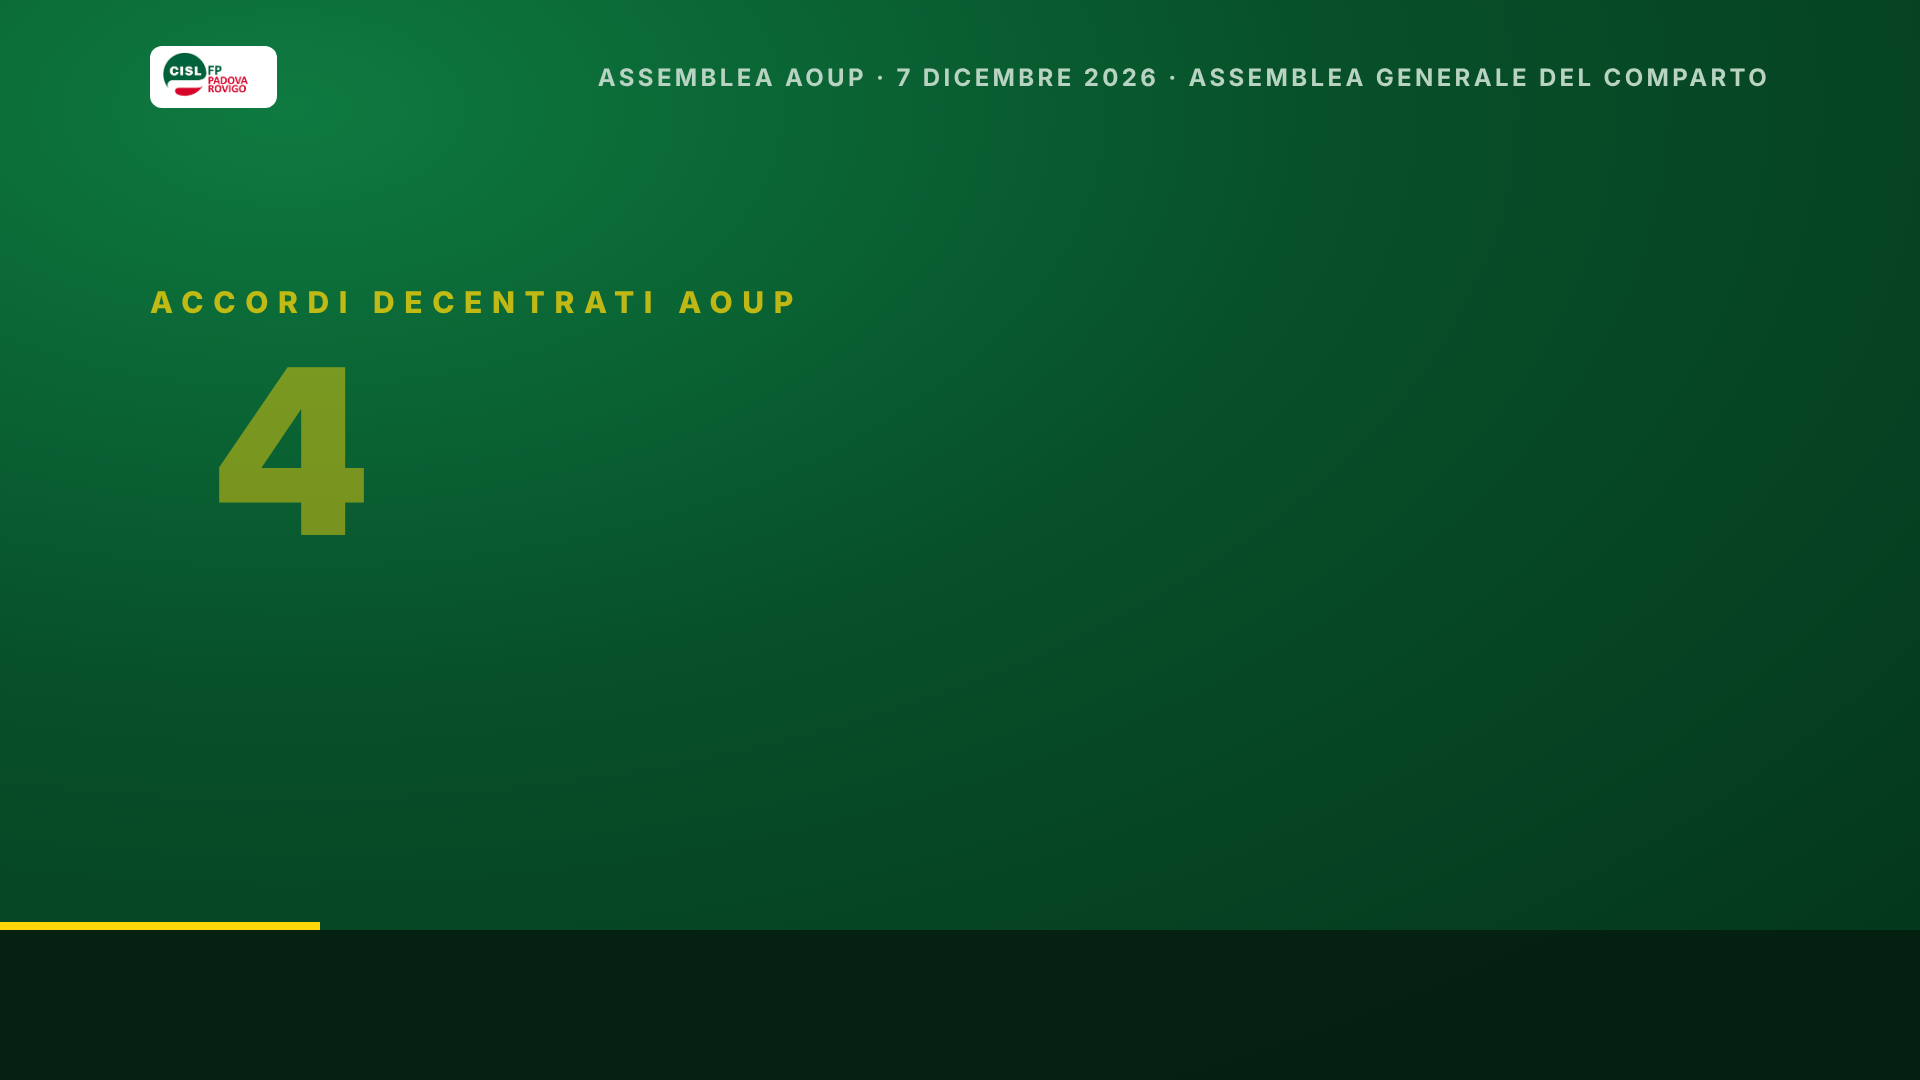 CISL FP
PADOVA
ROVIGO
ASSEMBLEA AOUP · 7 DICEMBRE 2026 · ASSEMBLEA GENERALE DEL COMPARTO
ACCORDI DECENTRATI AOUP
4